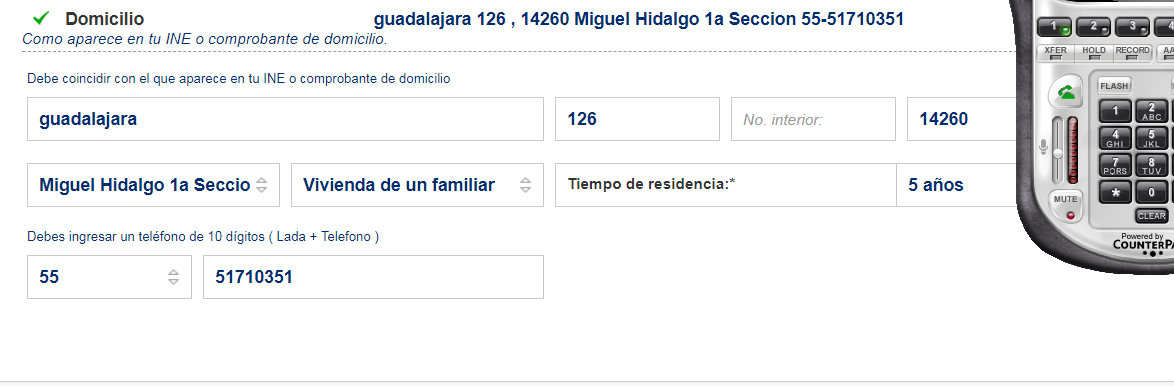 Domicilio guadalajara 126 , 14260 Miguel Hidalgo 1a Seccion 55-51710351
Como aparece en tu INE o comprobante de domicilio.
Debe coincidir con el que aparece en tu INE o comprobante de domicilio
guadalajara 126 No. interior: 14260
Miguel Hidalgo 1a Seccio Vivienda de un familiar Tiempo de residencia:* 5 años
Debes ingresar un teléfono de 10 dígitos ( Lada + Telefono )
55 51710351
1 2 3 4
XFER HOLD RECORD
FLASH
1 2 ABC
4 GHI 5 JKL
7 PQRS 8 TUV
* 0
MUTE
CLEAR
Powered by